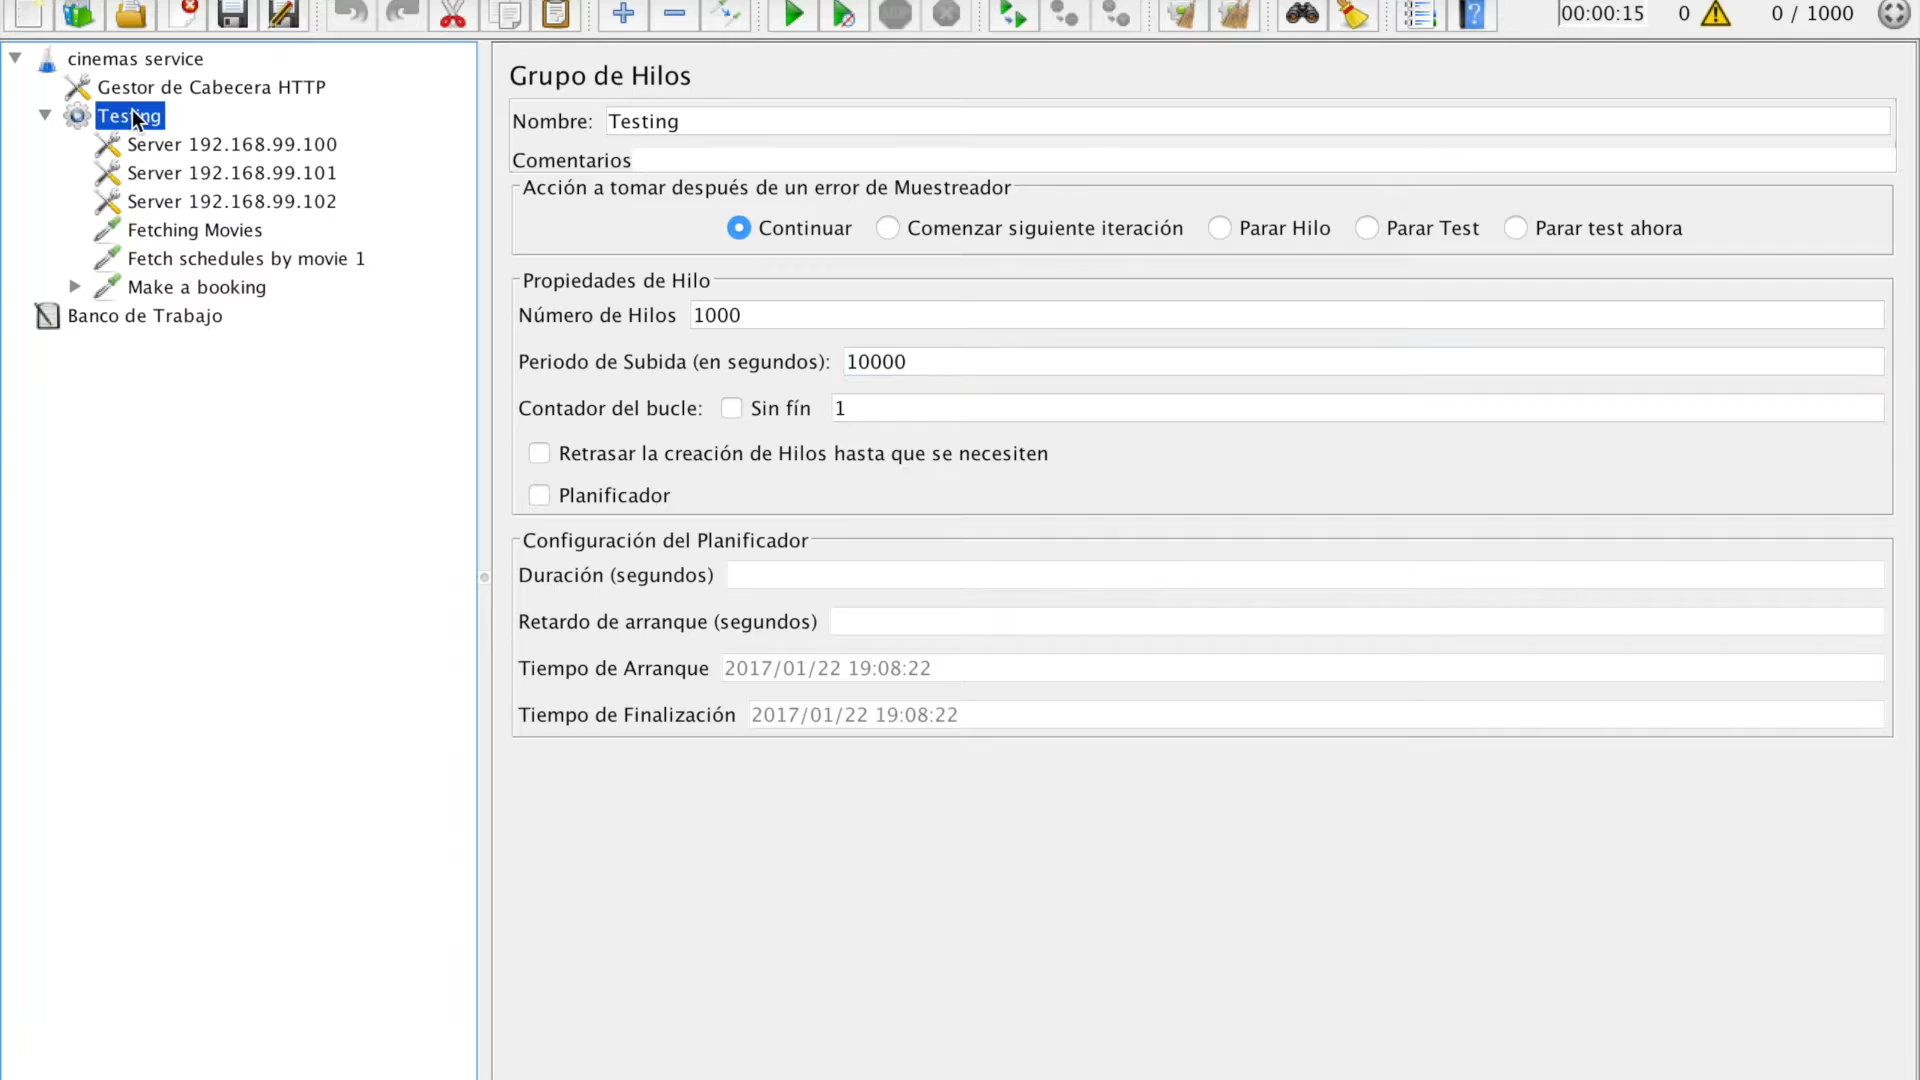 00:00:15 0 0 / 1000
cinemas service
Gestor de Cabecera HTTP
Testing
Server 192.168.99.100
Server 192.168.99.101
Server 192.168.99.102
Fetching Movies
Fetch schedules by movie 1
Make a booking
Banco de Trabajo
Grupo de Hilos
Nombre: Testing
Comentarios
Acción a tomar después de un error de Muestreador
Continuar Comenzar siguiente iteración Parar Hilo Parar Test Parar test ahora
Propiedades de Hilo
Número de Hilos 1000
Periodo de Subida (en segundos): 10000
Contador del bucle: Sin fín 1
Retrasar la creación de Hilos hasta que se necesiten
Planificador
Configuración del Planificador
Duración (segundos)
Retardo de arranque (segundos)
Tiempo de Arranque 2017/01/22 19:08:22
Tiempo de Finalización 2017/01/22 19:08:22